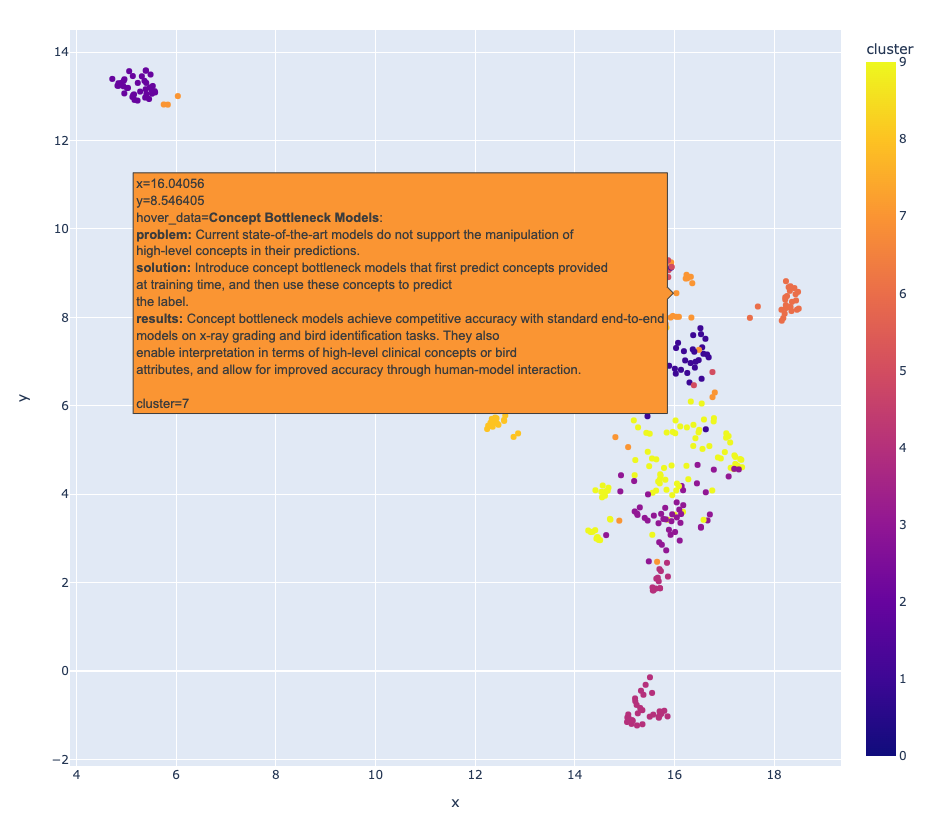 cluster
14
12
10
8
6
4
2
0
−2
y
x=16.04056
y=8.546405
hover_data=Concept Bottleneck Models:
problem: Current state-of-the-art models do not support the manipulation of
high-level concepts in their predictions.
solution: Introduce concept bottleneck models that first predict concepts provided
at training time, and then use these concepts to predict
the label.
results: Concept bottleneck models achieve competitive accuracy with standard end-to-end
models on x-ray grading and bird identification tasks. They also
enable interpretation in terms of high-level clinical concepts or bird
attributes, and allow for improved accuracy through human-model interaction.
cluster=7
4
6
8
10
12
14
16
18
x
9
8
7
6
5
4
3
2
1
0